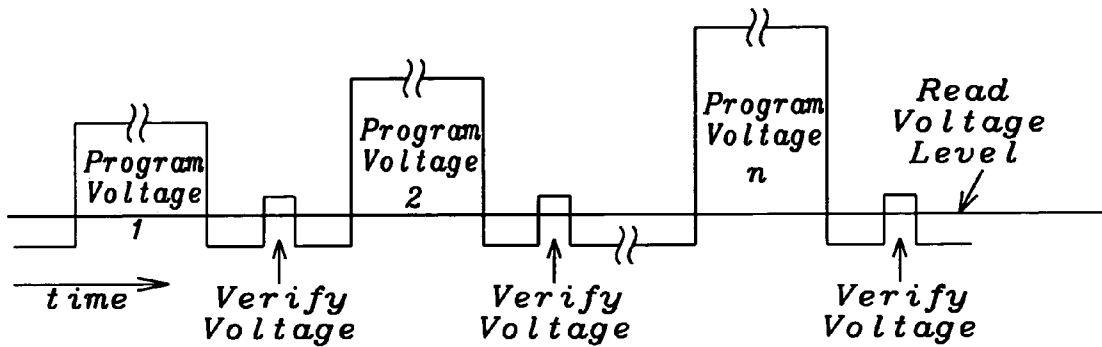 Program
Voltage
1
Program
Voltage
2
Program
Voltage
n
Read
Voltage
Level
time
Verify
Voltage
Verify
Voltage
Verify
Voltage